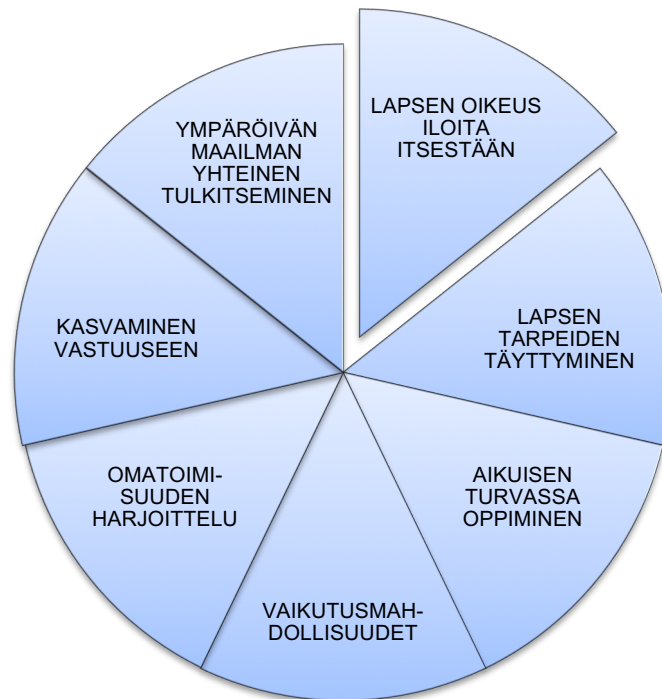 LAPSEN OIKEUS
ILOITA
ITSESTÄÄN
LAPSEN
TARPEIDEN
TÄYTTYMINEN
AIKUISEN
TURVASSA
OPPIMINEN
VAIKUTUSMAH-
DOLLISUUDET
OMATOIMI-
SUUDEN
HARJOITTELU
KASVAMINEN
VASTUUSEEN
YMPÄRÖIVÄN
MAAILMAN
YHTEINEN
TULKITSEMINEN